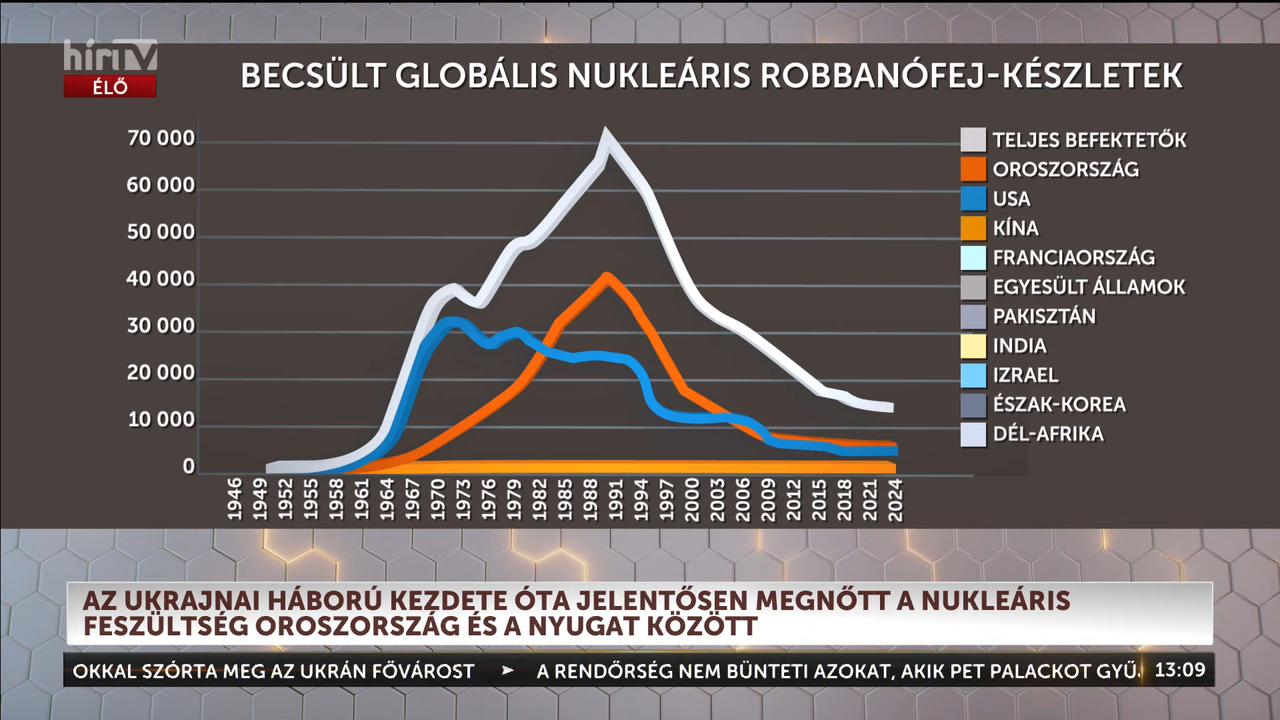 hírTV
ÉLŐ
BECSÜLT GLOBÁLIS NUKLEÁRIS ROBBANÓFEJ-KÉSZLETEK
70 000
60 000
50 000
40 000
30 000
20 000
10 000
0
1946
1949
1952
1955
1958
1961
1964
1967
1970
1973
1976
1979
1982
1985
1988
1991
1994
1997
2000
2003
2006
2009
2012
2015
2018
2021
2024
TELJES BEFEKTETŐK
OROSZORSZÁG
USA
KÍNA
FRANCIAORSZÁG
EGYESÜLT ÁLLAMOK
PAKISZTÁN
INDIA
IZRAEL
ÉSZAK-KOREA
DÉL-AFRIKA
AZ UKRAJNAI HÁBORÚ KEZDETE ÓTA JELENTŐSEN MEGNŐTT A NUKLEÁRIS
FESZÜLTSÉG OROSZORSZÁG ÉS A NYUGAT KÖZÖTT
OKKAL SZÓRTA MEG AZ UKRÁN FŐVÁROST ➤ A RENDŐRSÉG NEM BÜNTETI AZOKAT, AKIK PET PALACKOT GYŰJ 13:09